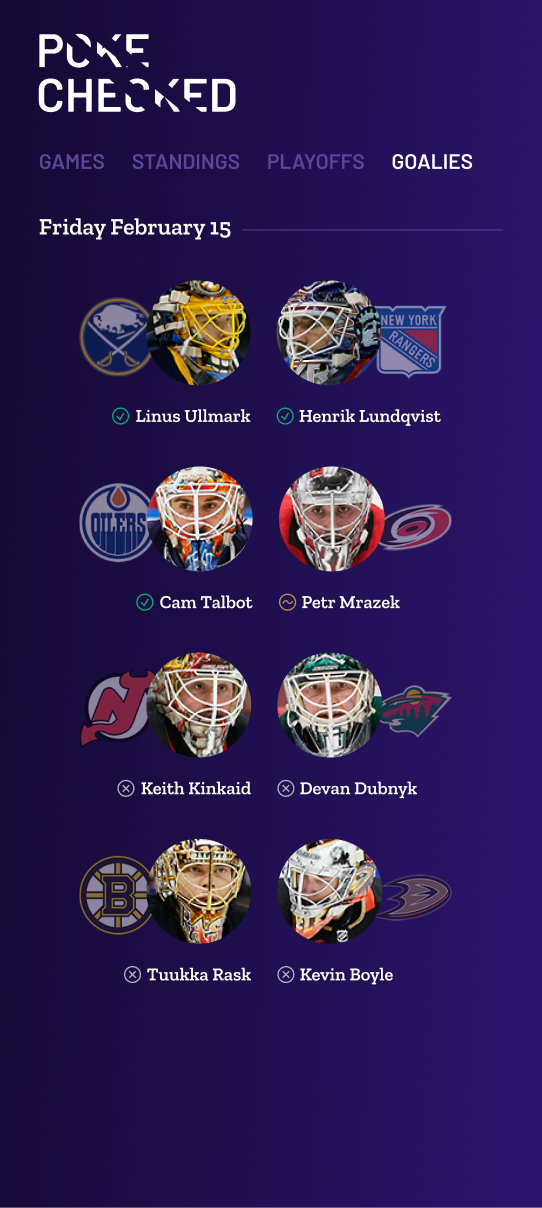 POKE
CHECKED
GAMES STANDINGS PLAYOFFS GOALIES
Friday February 15
NEW YORK
RANGERS
Linus Ullmark Henrik Lundqvist
OILERS
Cam Talbot Petr Mrazek
Keith Kinkaid Devan Dubnyk
B
Tuukka Rask Kevin Boyle